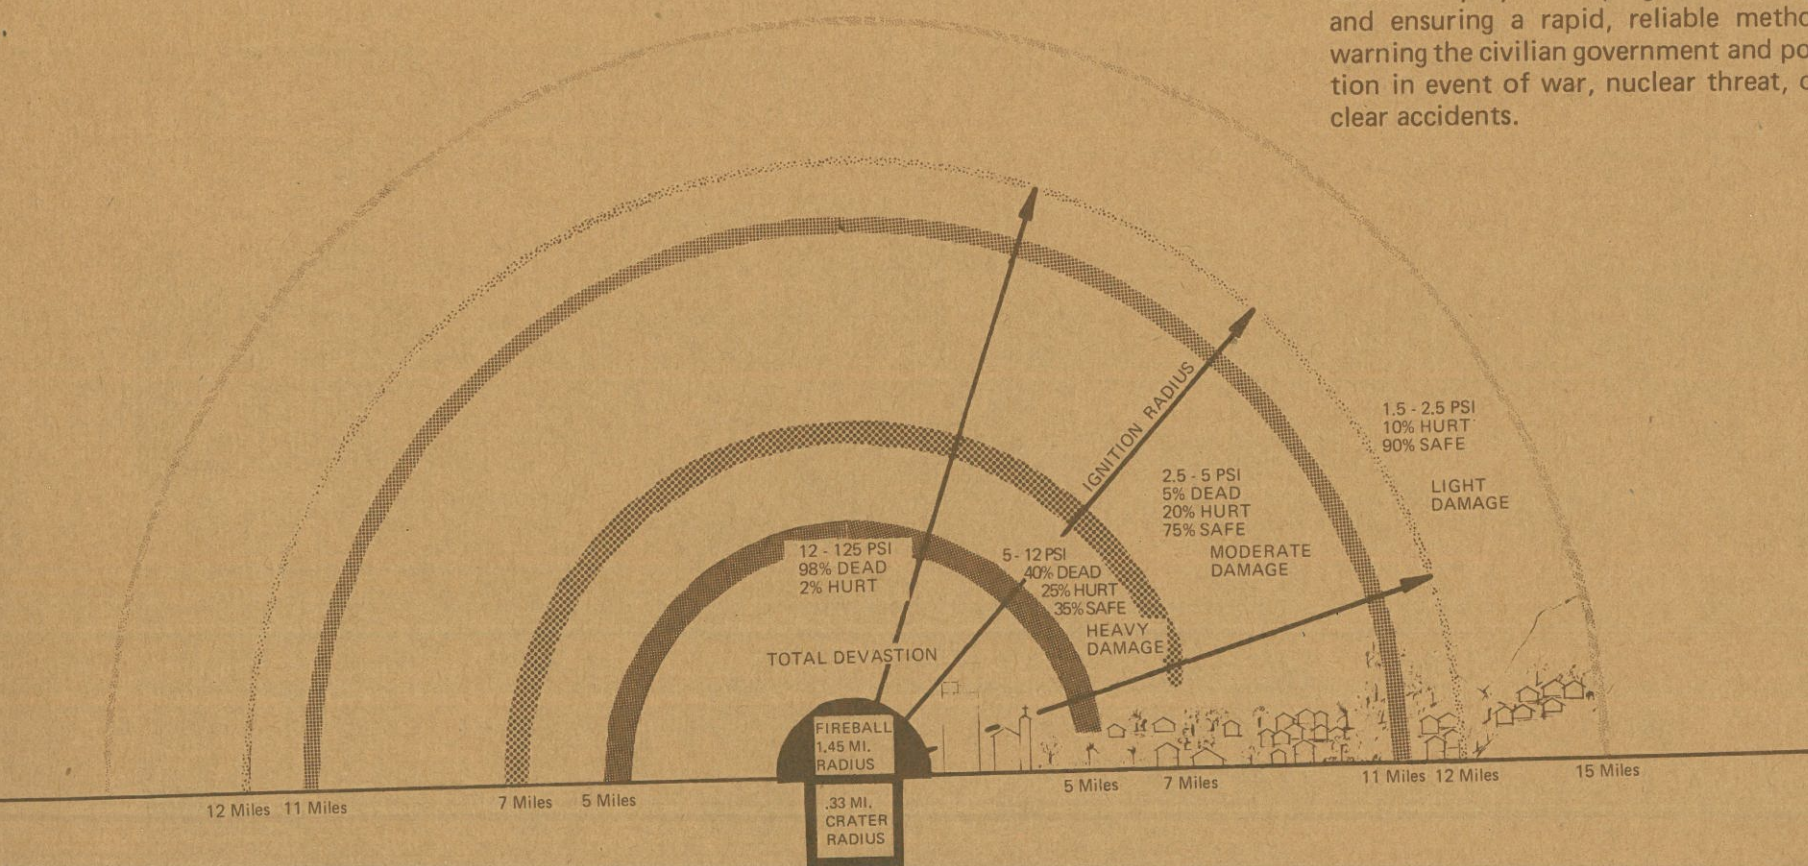 and ensuring a rapid, reliable
warning the civilian government and
tion in event of war, nuclear threat,
clear accidents.
1.5 - 2.5 PSI
10% HURT
90% SAFE
LIGHT
DAMAGE
IGNITION RADIUS
2.5 - 5 PSI
5% DEAD
20% HURT
75% SAFE
MODERATE
DAMAGE
12 - 125 PSI
98% DEAD
2% HURT
5 - 12 PSI
40% DEAD
25% HURT
35% SAFE
HEAVY
DAMAGE
TOTAL DEVASTION
FIREBALL
1.45 MI.
RADIUS
.33 MI.
CRATER
RADIUS
12 Miles 11 Miles 7 Miles 5 Miles 5 Miles 7 Miles 11 Miles 12 Miles 15 Miles